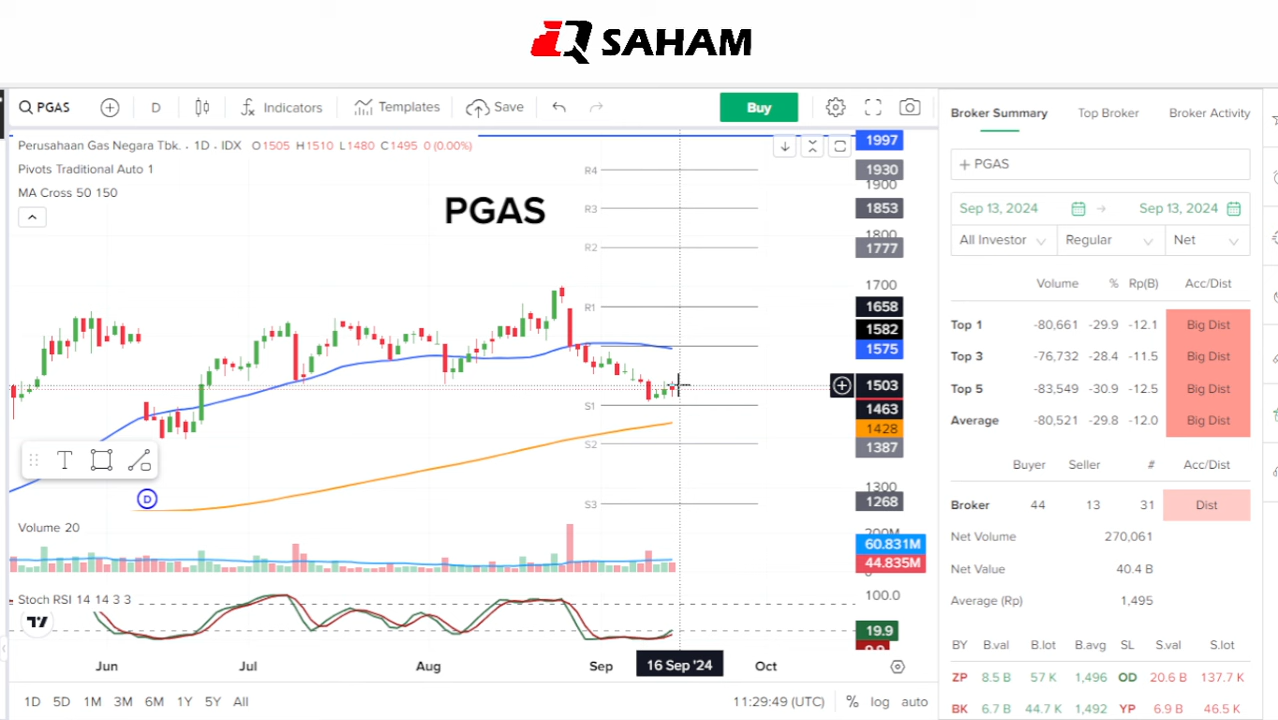 QSAHAM
PGAS
D
Indicators
Templates
Save
Buy
Perusahaan Gas Negara Tbk. · 1D · IDX O1505 H1510 L1480 C1495 0 (0.00%)
Pivots Traditional Auto 1
MA Cross 50 150
PGAS
R4
R3
R2
R1
S1
S2
S3
D
1997
1930
1900
1853
1800
1777
1700
1658
1582
1575
1503
1463
1428
1387
1300
1268
Volume 20
60.831M
44.835M
Stoch RSI 14 14 3 3
100.0
19.9
Jun Jul Aug Sep 16 Sep '24 Oct
1D 5D 1M 3M 6M 1Y 5Y All 11:29:49 (UTC) % log auto
Broker Summary Top Broker Broker Activity
PGAS
Sep 13, 2024 → Sep 13, 2024
All Investor Regular Net
Volume % Rp(B) Acc/Dist
Top 1 -80,661 -29.9 -12.1 Big Dist
Top 3 -76,732 -28.4 -11.5 Big Dist
Top 5 -83,549 -30.9 -12.5 Big Dist
Average -80,521 -29.8 -12.0 Big Dist
Buyer Seller # Acc/Dist
Broker 44 13 31 Dist
Net Volume 270,061
Net Value 40.4 B
Average (Rp) 1,495
BY B.val B.lot B.avg SL S.val S.lot
ZP 8.5 B 57 K 1,496 OD 20.6 B 137.7 K
BK 6.7 B 44.7 K 1,492 YP 6.9 B 46.5 K